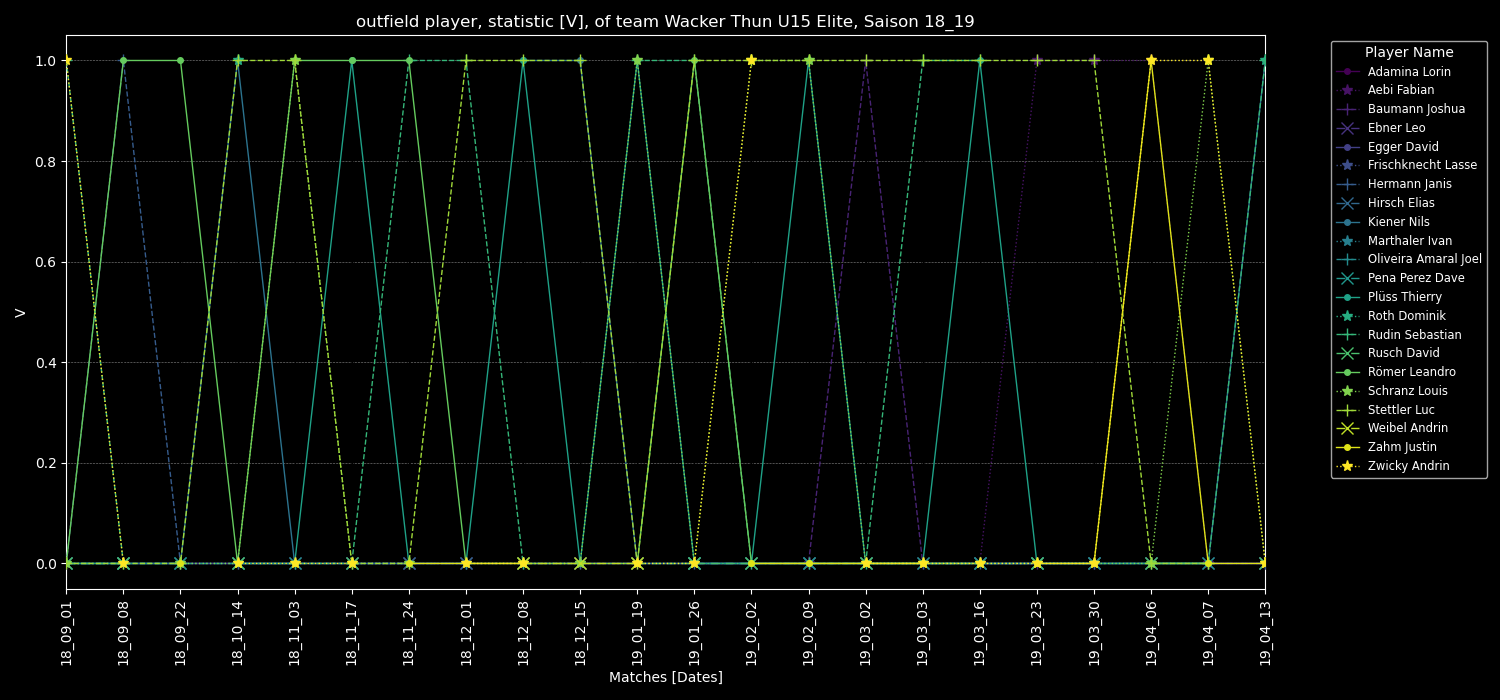 outfield player, statistic [V], of team Wacker Thun U15 Elite, Saison 18_19
Player Name
Adamina Lorin
Aebi Fabian
Baumann Joshua
Ebner Leo
Egger David
Frischknecht Lasse
Hermann Janis
Hirsch Elias
Kiener Nils
Marthaler Ivan
Oliveira Amaral Joel
Pena Perez Dave
Plüss Thierry
Roth Dominik
Rudin Sebastian
Rusch David
Römer Leandro
Schranz Louis
Stettler Luc
Weibel Andrin
Zahm Justin
Zwicky Andrin
1.0
0.8
0.6
0.4
0.2
0.0
V
18_09_01
18_09_08
18_09_22
18_10_14
18_11_03
18_11_17
18_11_24
18_12_01
18_12_08
18_12_15
19_01_19
19_01_26
19_02_02
19_02_09
19_03_02
19_03_03
19_03_16
19_03_23
19_03_30
19_04_06
19_04_07
19_04_13
Matches [Dates]